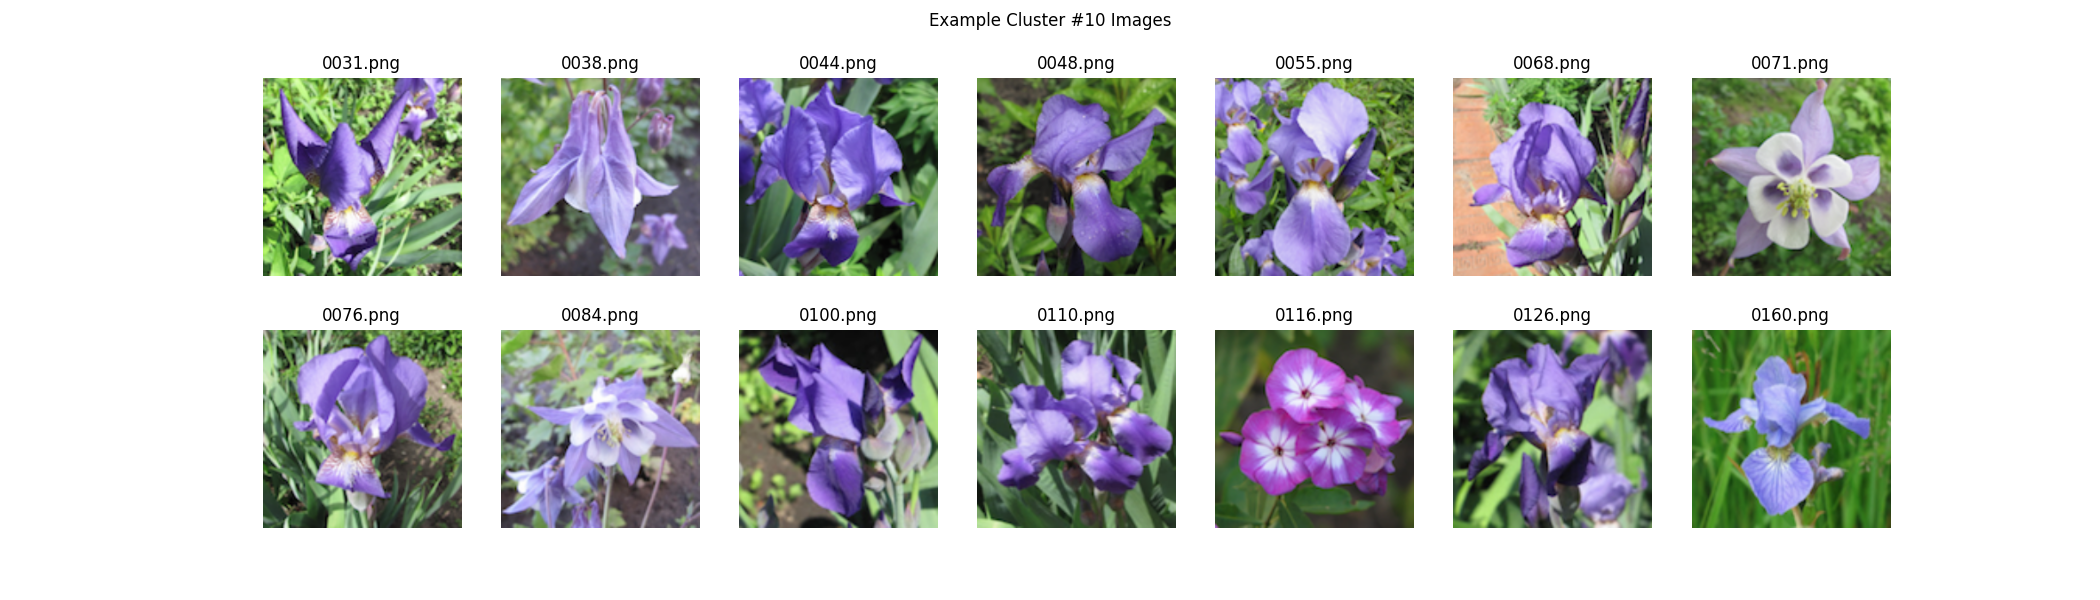 Example Cluster #10 Images
0031.png 0038.png 0044.png 0048.png 0055.png 0068.png 0071.png
0076.png 0084.png 0100.png 0110.png 0116.png 0126.png 0160.png